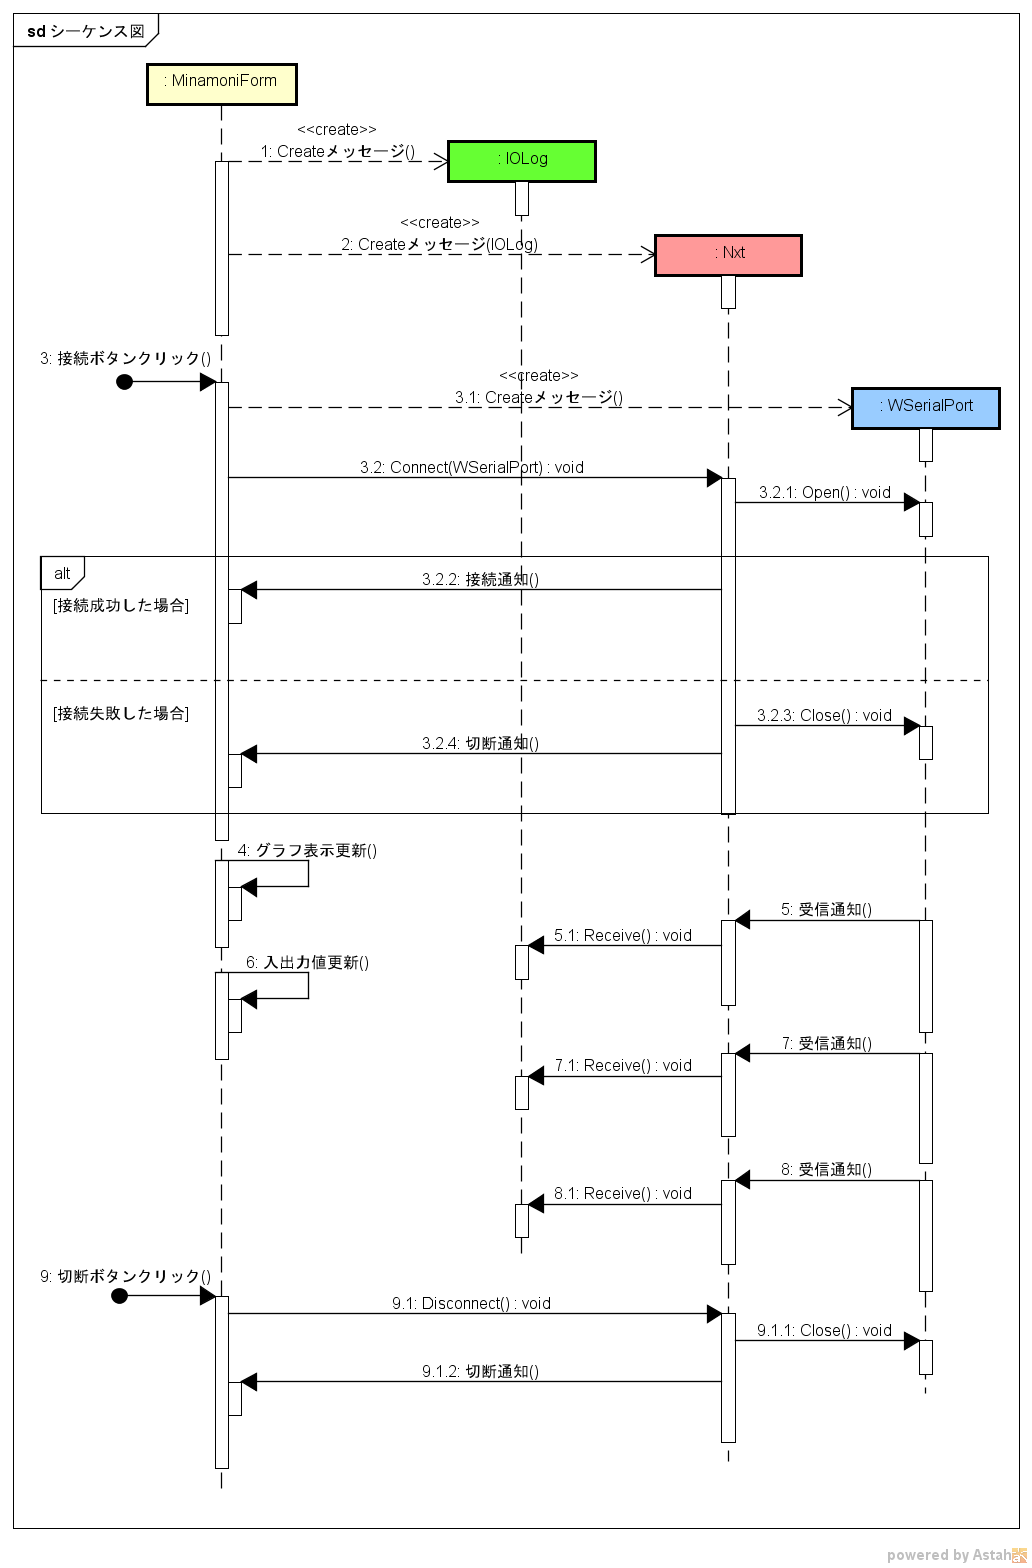 sd シーケンス図
: MinamoniForm
<<create>>
1: Createメッセージ()
: IOLog
<<create>>
2: Createメッセージ(IOLog)
: Nxt
3: 接続ボタンクリック()
<<create>>
3.1: Createメッセージ()
: WSerialPort
3.2: Connect(WSerialPort) : void
3.2.1: Open() : void
alt
3.2.2: 接続通知()
[接続成功した場合]
[接続失敗した場合]
3.2.3: Close() : void
3.2.4: 切断通知()
4: グラフ表示更新()
5: 受信通知()
5.1: Receive() : void
6: 入出力値更新()
7: 受信通知()
7.1: Receive() : void
8: 受信通知()
8.1: Receive() : void
9: 切断ボタンクリック()
9.1: Disconnect() : void
9.1.1: Close() : void
9.1.2: 切断通知()
powered by Astah